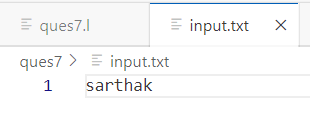 ques7.l input.txt
ques7 > input.txt
1 sarthak